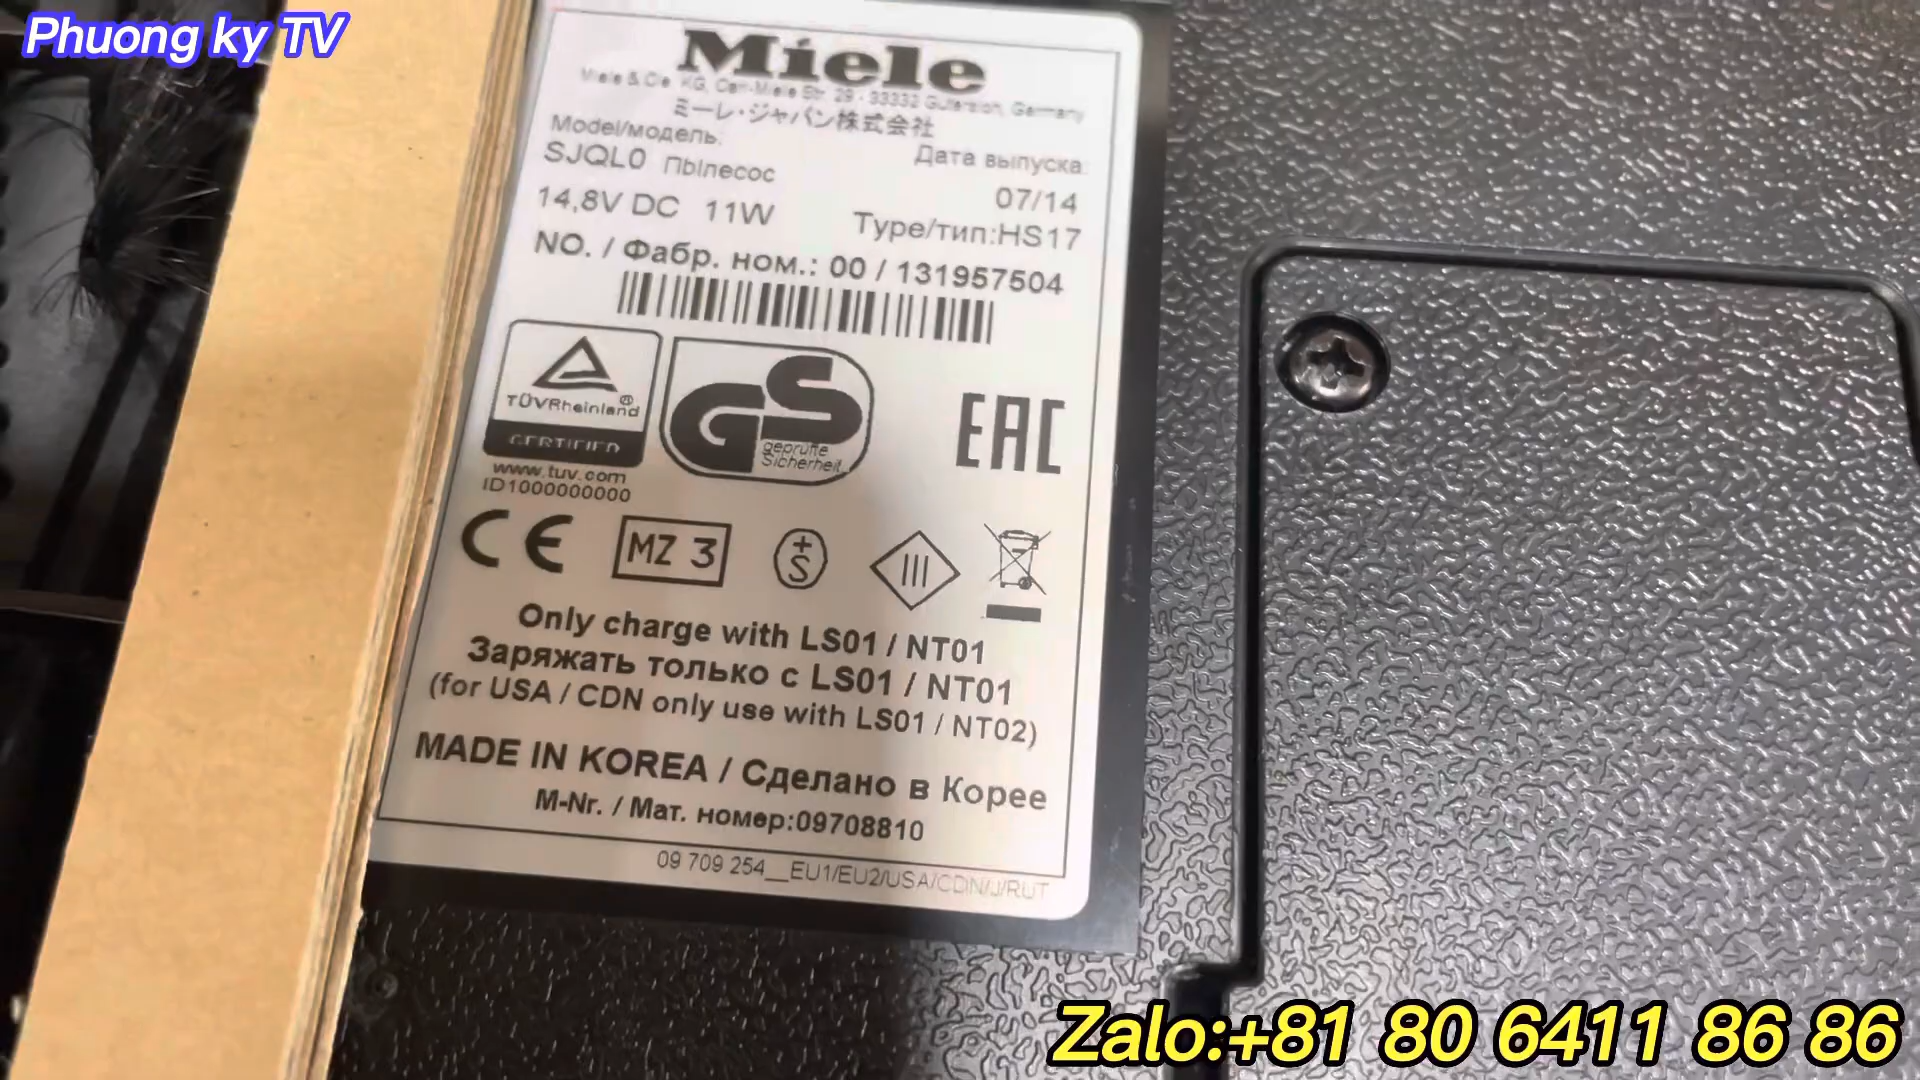 Phuong ky TV
Miele
Miele & Cie. KG, Carl-Miele Str. 29 - 33332 Gütersloh, Germany
ミーレ・ジャパン株式会社
Model/модель:
Дата выпуска:
SJQL0 Пылесос
07/14
14,8V DC 11W
Type/тип:HS17
NO. / Фабр. ном.: 00 / 131957504
TÜVRheinland®
CERTIFIED
www.tuv.com
ID1000000000
GS
geprüfte
Sicherheit
EAC
CE
MZ 3
+
S
III
Only charge with LS01 / NT01
Заряжать только с LS01 / NT01
(for USA / CDN only use with LS01 / NT02)
MADE IN KOREA / Сделано в Корее
M-Nr. / Мат. номер:09708810
09 709 254__EU1/EU2/USA/CDN/J/RUT
Zalo:+81 80 6411 86 86